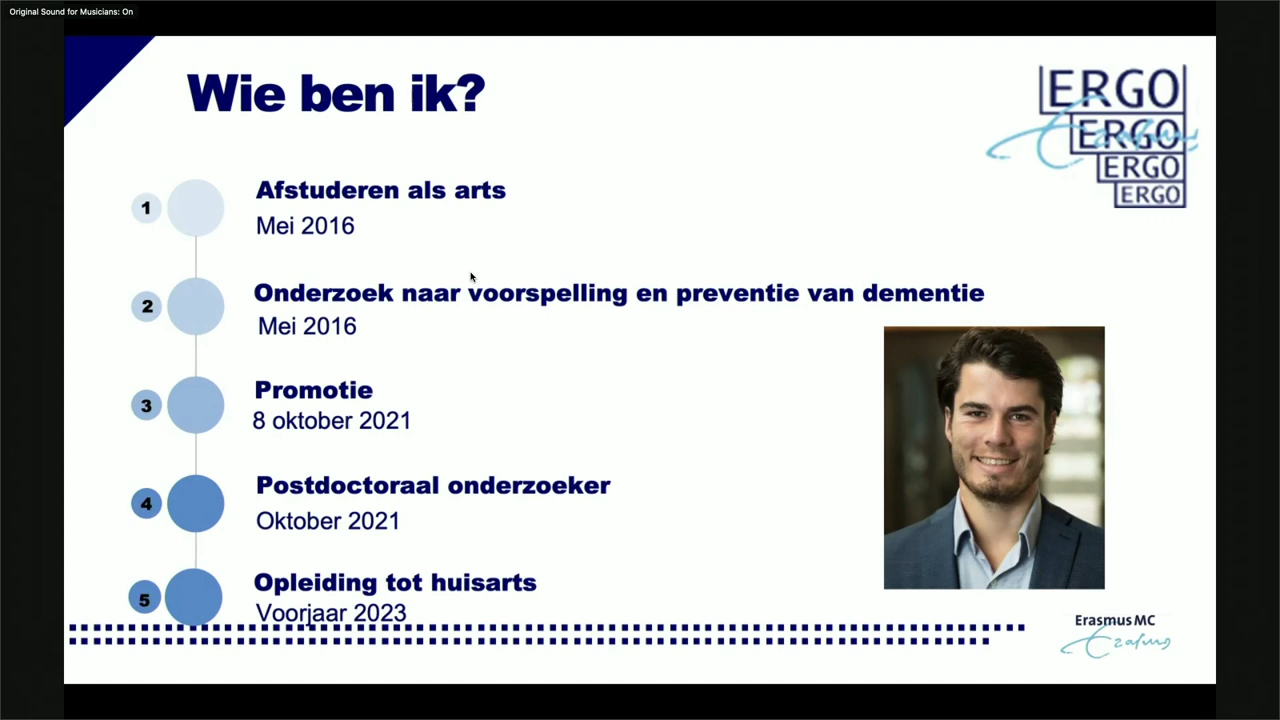 Original Sound for Musicians: On
Wie ben ik?
ERGO
ERGO
ERGO
ERGO
Erasmus
1
Afstuderen als arts
Mei 2016
2
Onderzoek naar voorspelling en preventie van dementie
Mei 2016
3
Promotie
8 oktober 2021
4
Postdoctoraal onderzoeker
Oktober 2021
5
Opleiding tot huisarts
Voorjaar 2023
Erasmus MC
Erasmus